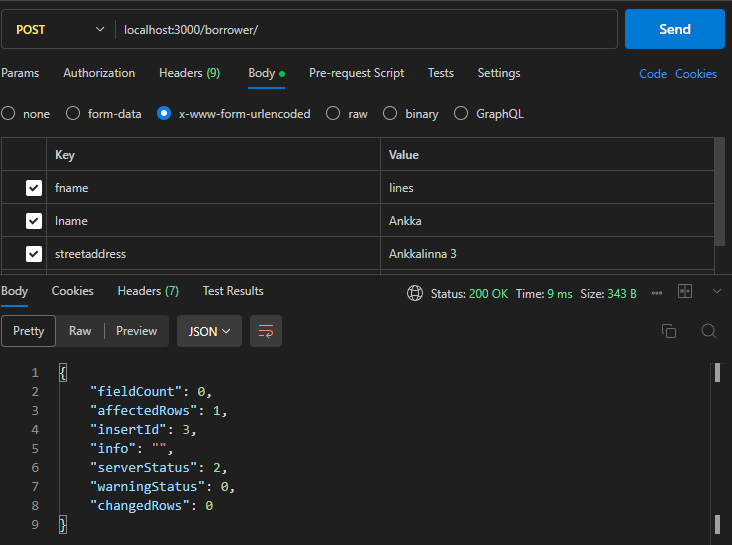 POST localhost:3000/borrower/ Send
Params Authorization Headers (9) Body Pre-request Script Tests Settings Code Cookies
none form-data x-www-form-urlencoded raw binary GraphQL
Key Value
fname lines
lname Ankka
streetaddress Ankkalinna 3
Body Cookies Headers (7) Test Results Status: 200 OK Time: 9 ms Size: 343 B
Pretty Raw Preview JSON
1 {
2 "fieldCount": 0,
3 "affectedRows": 1,
4 "insertId": 3,
5 "info": "",
6 "serverStatus": 2,
7 "warningStatus": 0,
8 "changedRows": 0
9 }